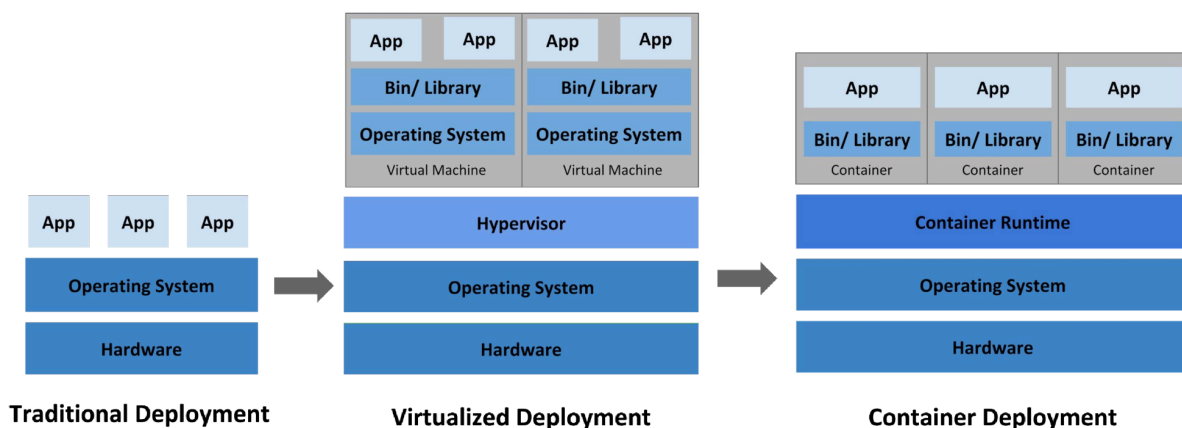 App App App
Operating System
Hardware
Traditional Deployment
App App App App
Bin/ Library Bin/ Library
Operating System Operating System
Virtual Machine Virtual Machine
Hypervisor
Operating System
Hardware
Virtualized Deployment
App App App
Bin/ Library Bin/ Library Bin/ Library
Container Container Container
Container Runtime
Operating System
Hardware
Container Deployment